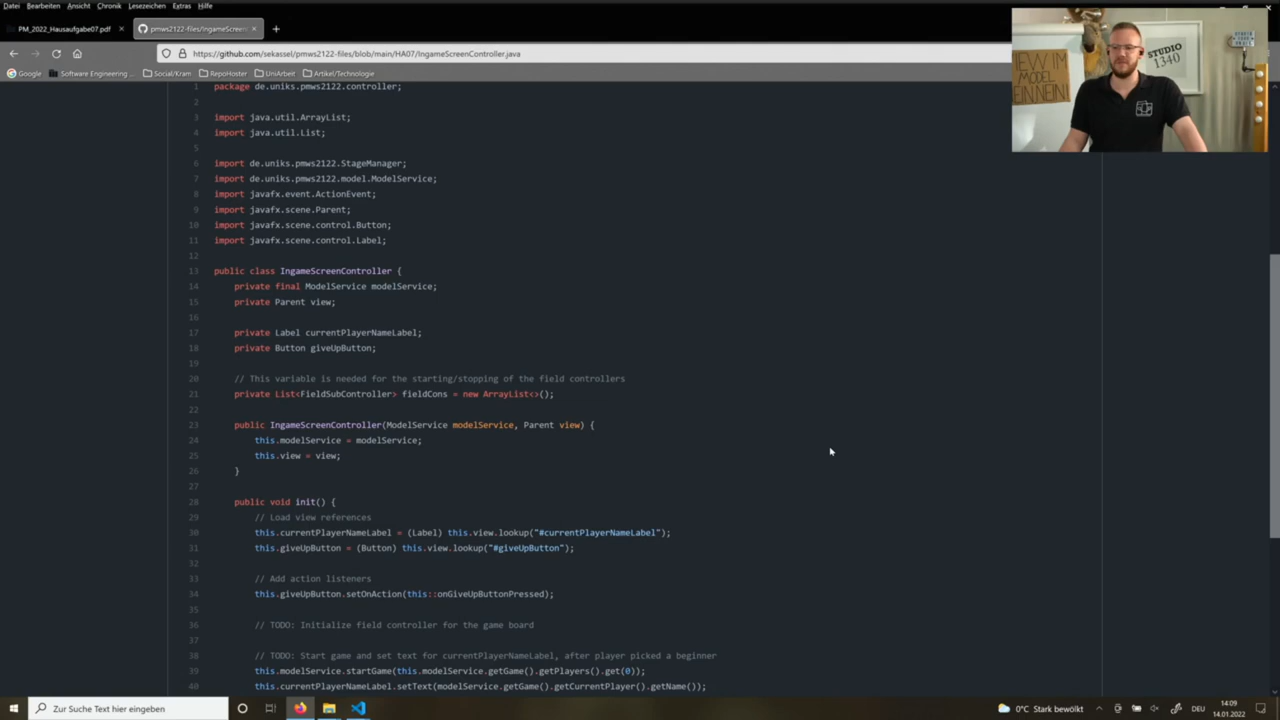 Datei Bearbeiten Ansicht Chronik Lesezeichen Extras Hilfe
PM_2022_Hausaufgabe07.pdf × pmws2122-files/IngameScreen × +
https://github.com/sekassel/pmws2122-files/blob/main/HA07/IngameScreenController.java
Google Software Engineering ... Social/Kram RepoHoster UniArbeit Artikel/Technologie
STUDIO
1340
VIEW IM
MODEL
NEIN!
1 package de.uniks.pmws2122.controller;
2
3 import java.util.ArrayList;
4 import java.util.List;
5
6 import de.uniks.pmws2122.StageManager;
7 import de.uniks.pmws2122.model.ModelService;
8 import javafx.event.ActionEvent;
9 import javafx.scene.Parent;
10 import javafx.scene.control.Button;
11 import javafx.scene.control.Label;
12
13 public class IngameScreenController {
14 private final ModelService modelService;
15 private Parent view;
16
17 private Label currentPlayerNameLabel;
18 private Button giveUpButton;
19
20 // This variable is needed for the starting/stopping of the field controllers
21 private List<FieldSubController> fieldCons = new ArrayList<>();
22
23 public IngameScreenController(ModelService modelService, Parent view) {
24 this.modelService = modelService;
25 this.view = view;
26 }
27
28 public void init() {
29 // Load view references
30 this.currentPlayerNameLabel = (Label) this.view.lookup("#currentPlayerNameLabel");
31 this.giveUpButton = (Button) this.view.lookup("#giveUpButton");
32
33 // Add action listeners
34 this.giveUpButton.setOnAction(this::onGiveUpButtonPressed);
35
36 // TODO: Initialize field controller for the game board
37
38 // TODO: Start game and set text for currentPlayerNameLabel, after player picked a beginner
39 this.modelService.startGame(this.modelService.getGame().getPlayers().get(0));
40 this.currentPlayerNameLabel.setText(modelService.getGame().getCurrentPlayer().getName());
Zur Suche Text hier eingeben
0°C Stark bewölkt DEU 14:09
14.01.2022